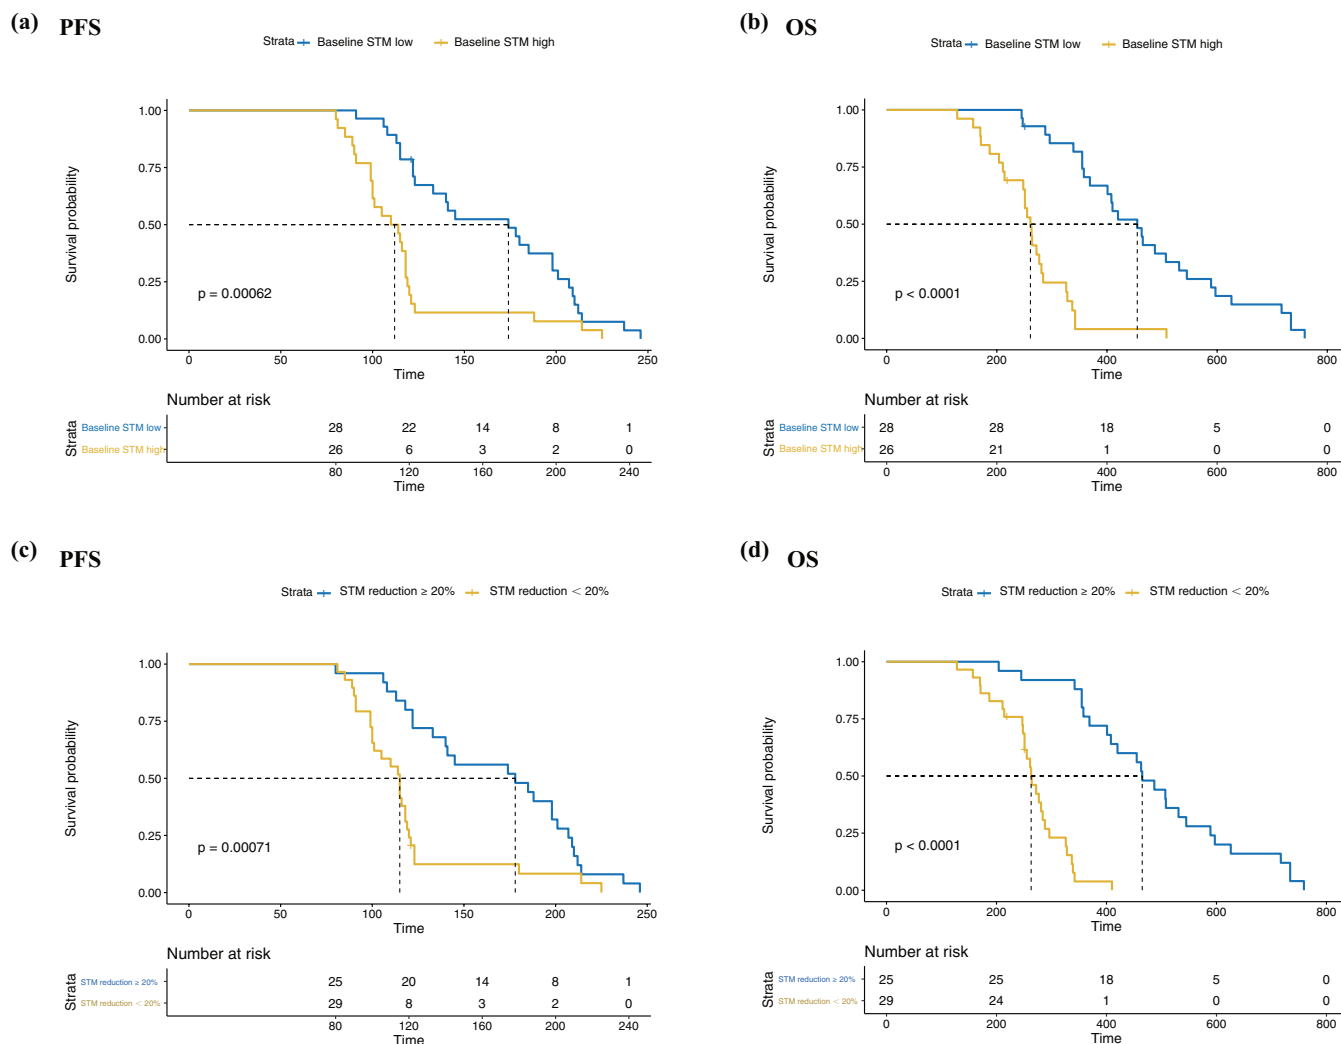 (a) PFS
Strata Baseline STM low Baseline STM high
1.00
0.75
0.50
0.25
0.00
Survival probability
p = 0.00062
0 50 100 150 200 250
Time
Number at risk
Strata
Baseline STM low 28 22 14 8 1
Baseline STM high 26 6 3 2 0
80 120 160 200 240
Time
(b) OS
Strata Baseline STM low Baseline STM high
1.00
0.75
0.50
0.25
0.00
Survival probability
p < 0.0001
0 200 400 600 800
Time
Number at risk
Strata
Baseline STM low 28 28 18 5 0
Baseline STM high 26 21 1 0 0
0 200 400 600 800
Time
(c) PFS
Strata STM reduction ≥ 20% STM reduction < 20%
1.00
0.75
0.50
0.25
0.00
Survival probability
p = 0.00071
0 50 100 150 200 250
Time
Number at risk
Strata
STM reduction ≥ 20% 25 20 14 8 1
STM reduction < 20% 29 8 3 2 0
80 120 160 200 240
Time
(d) OS
Strata STM reduction ≥ 20% STM reduction < 20%
1.00
0.75
0.50
0.25
0.00
Survival probability
p < 0.0001
0 200 400 600 800
Time
Number at risk
Strata
STM reduction ≥ 20% 25 25 18 5 0
STM reduction < 20% 29 24 1 0 0
0 200 400 600 800
Time